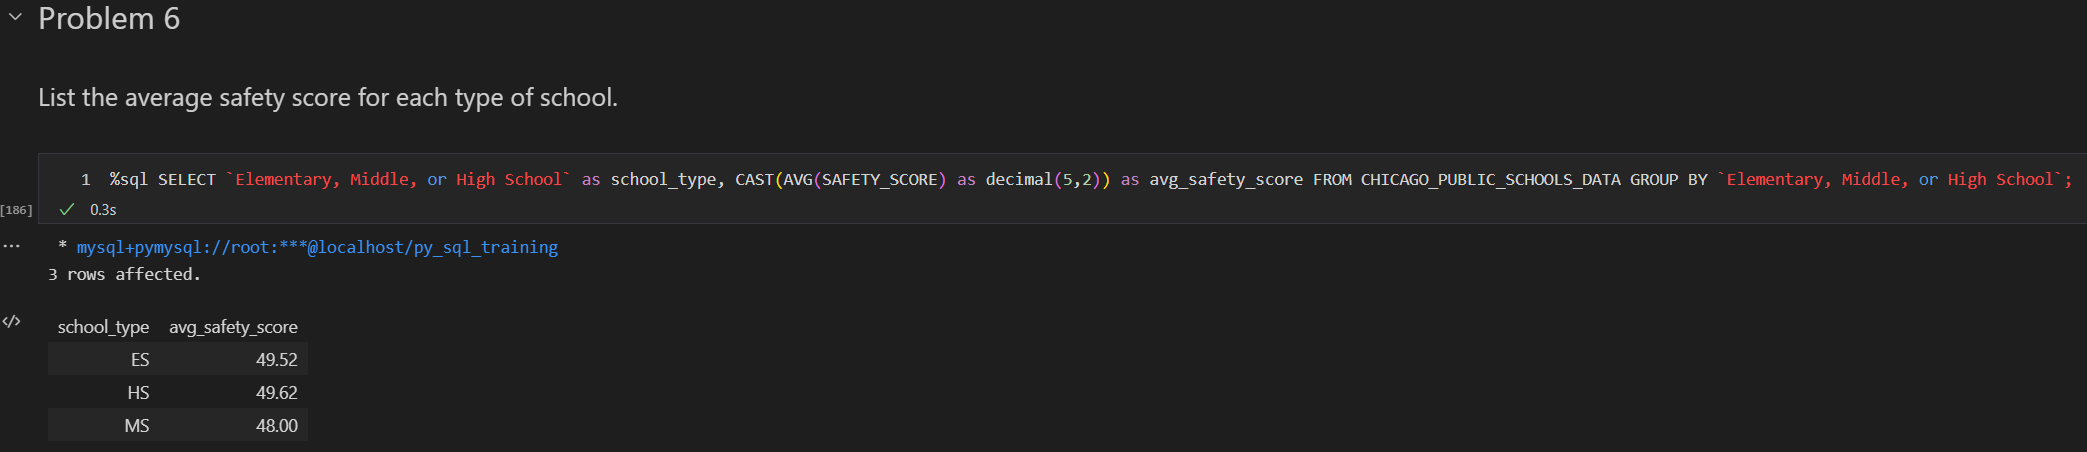 Problem 6
List the average safety score for each type of school.
1 %sql SELECT `Elementary, Middle, or High School` as school_type, CAST(AVG(SAFETY_SCORE) as decimal(5,2)) as avg_safety_score FROM CHICAGO_PUBLIC_SCHOOLS_DATA GROUP BY `Elementary, Middle, or High School`;
[186] 0.3s
* mysql+pymysql://root:***@localhost/py_sql_training
3 rows affected.
school_type avg_safety_score
ES 49.52
HS 49.62
MS 48.00